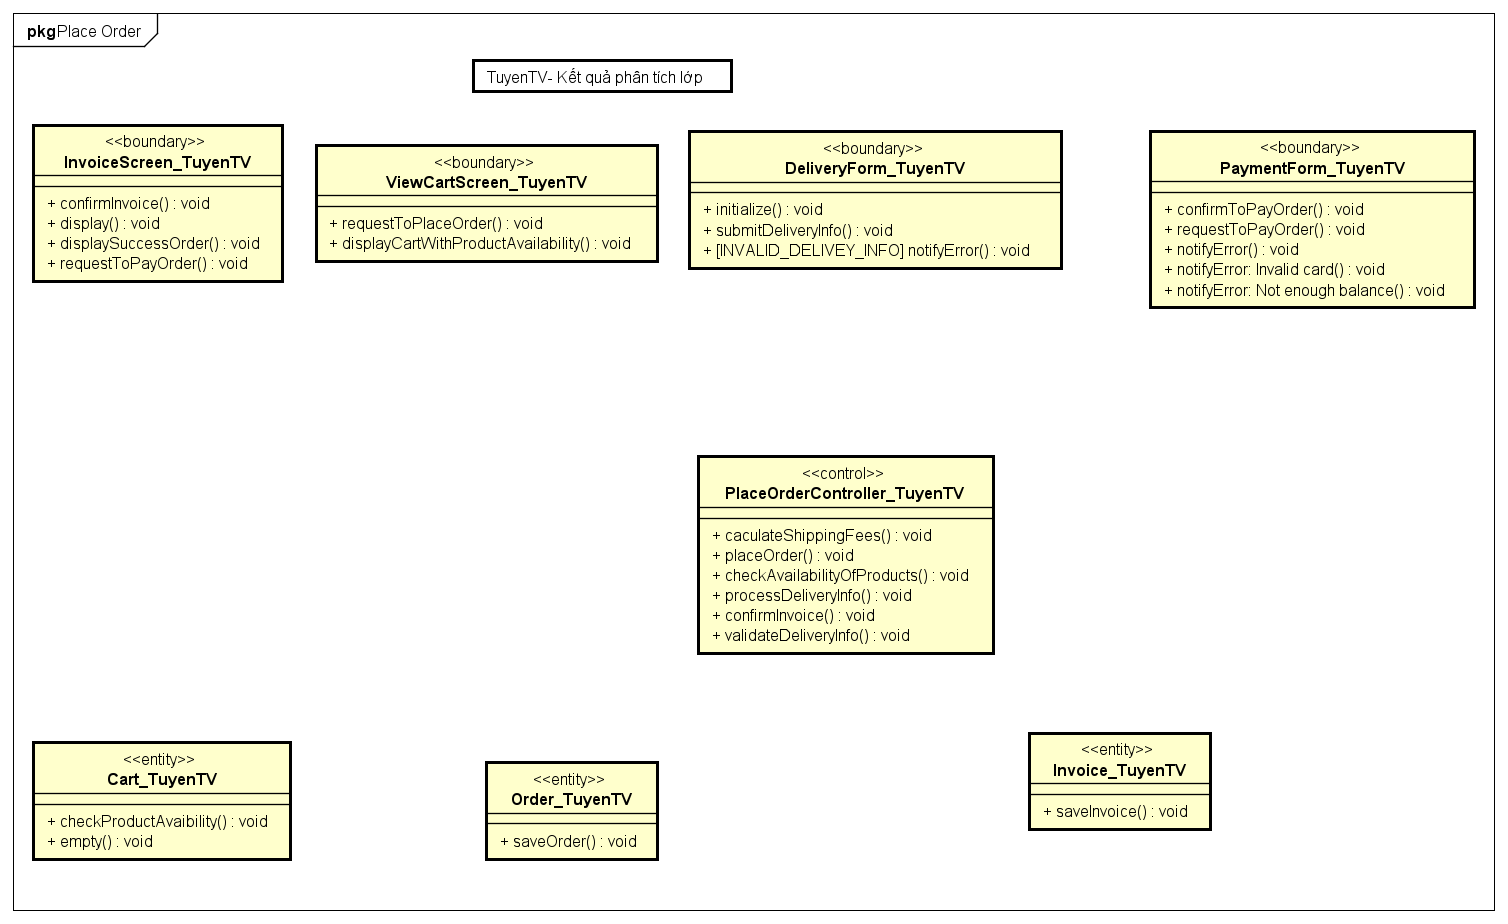 pkg Place Order
TuyenTV- Kết quả phân tích lớp
<<boundary>>
InvoiceScreen_TuyenTV
+ confirmInvoice() : void
+ display() : void
+ displaySuccessOrder() : void
+ requestToPayOrder() : void
<<boundary>>
ViewCartScreen_TuyenTV
+ requestToPlaceOrder() : void
+ displayCartWithProductAvailability() : void
<<boundary>>
DeliveryForm_TuyenTV
+ initialize() : void
+ submitDeliveryInfo() : void
+ [INVALID_DELIVEY_INFO] notifyError() : void
<<boundary>>
PaymentForm_TuyenTV
+ confirmToPayOrder() : void
+ requestToPayOrder() : void
+ notifyError() : void
+ notifyError: Invalid card() : void
+ notifyError: Not enough balance() : void
<<control>>
PlaceOrderController_TuyenTV
+ caculateShippingFees() : void
+ placeOrder() : void
+ checkAvailabilityOfProducts() : void
+ processDeliveryInfo() : void
+ confirmInvoice() : void
+ validateDeliveryInfo() : void
<<entity>>
Cart_TuyenTV
+ checkProductAvaibility() : void
+ empty() : void
<<entity>>
Order_TuyenTV
+ saveOrder() : void
<<entity>>
Invoice_TuyenTV
+ saveInvoice() : void